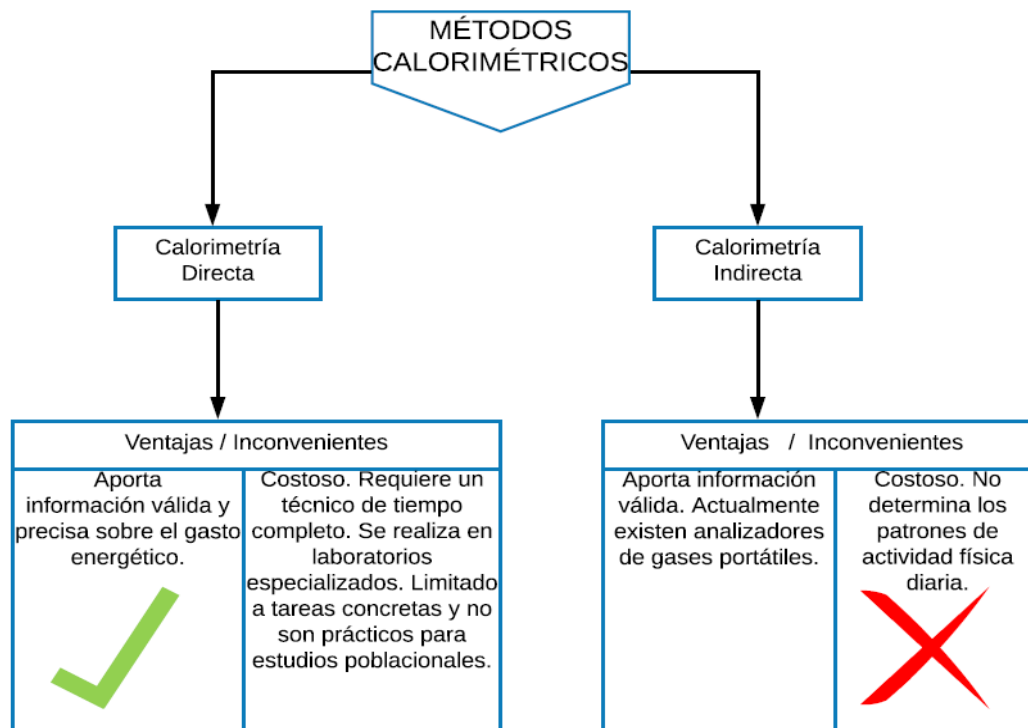 MÉTODOS
CALORIMÉTRICOS
Calorimetría
Directa
Calorimetría
Indirecta
Ventajas / Inconvenientes
Aporta
información válida y
precisa sobre el gasto
energético.
Costoso. Requiere un
técnico de tiempo
completo. Se realiza en
laboratorios
especializados. Limitado
a tareas concretas y no
son prácticos para
estudios poblacionales.
Ventajas / Inconvenientes
Aporta información
válida. Actualmente
existen analizadores
de gases portátiles.
Costoso. No
determina los
patrones de
actividad física
diaria.